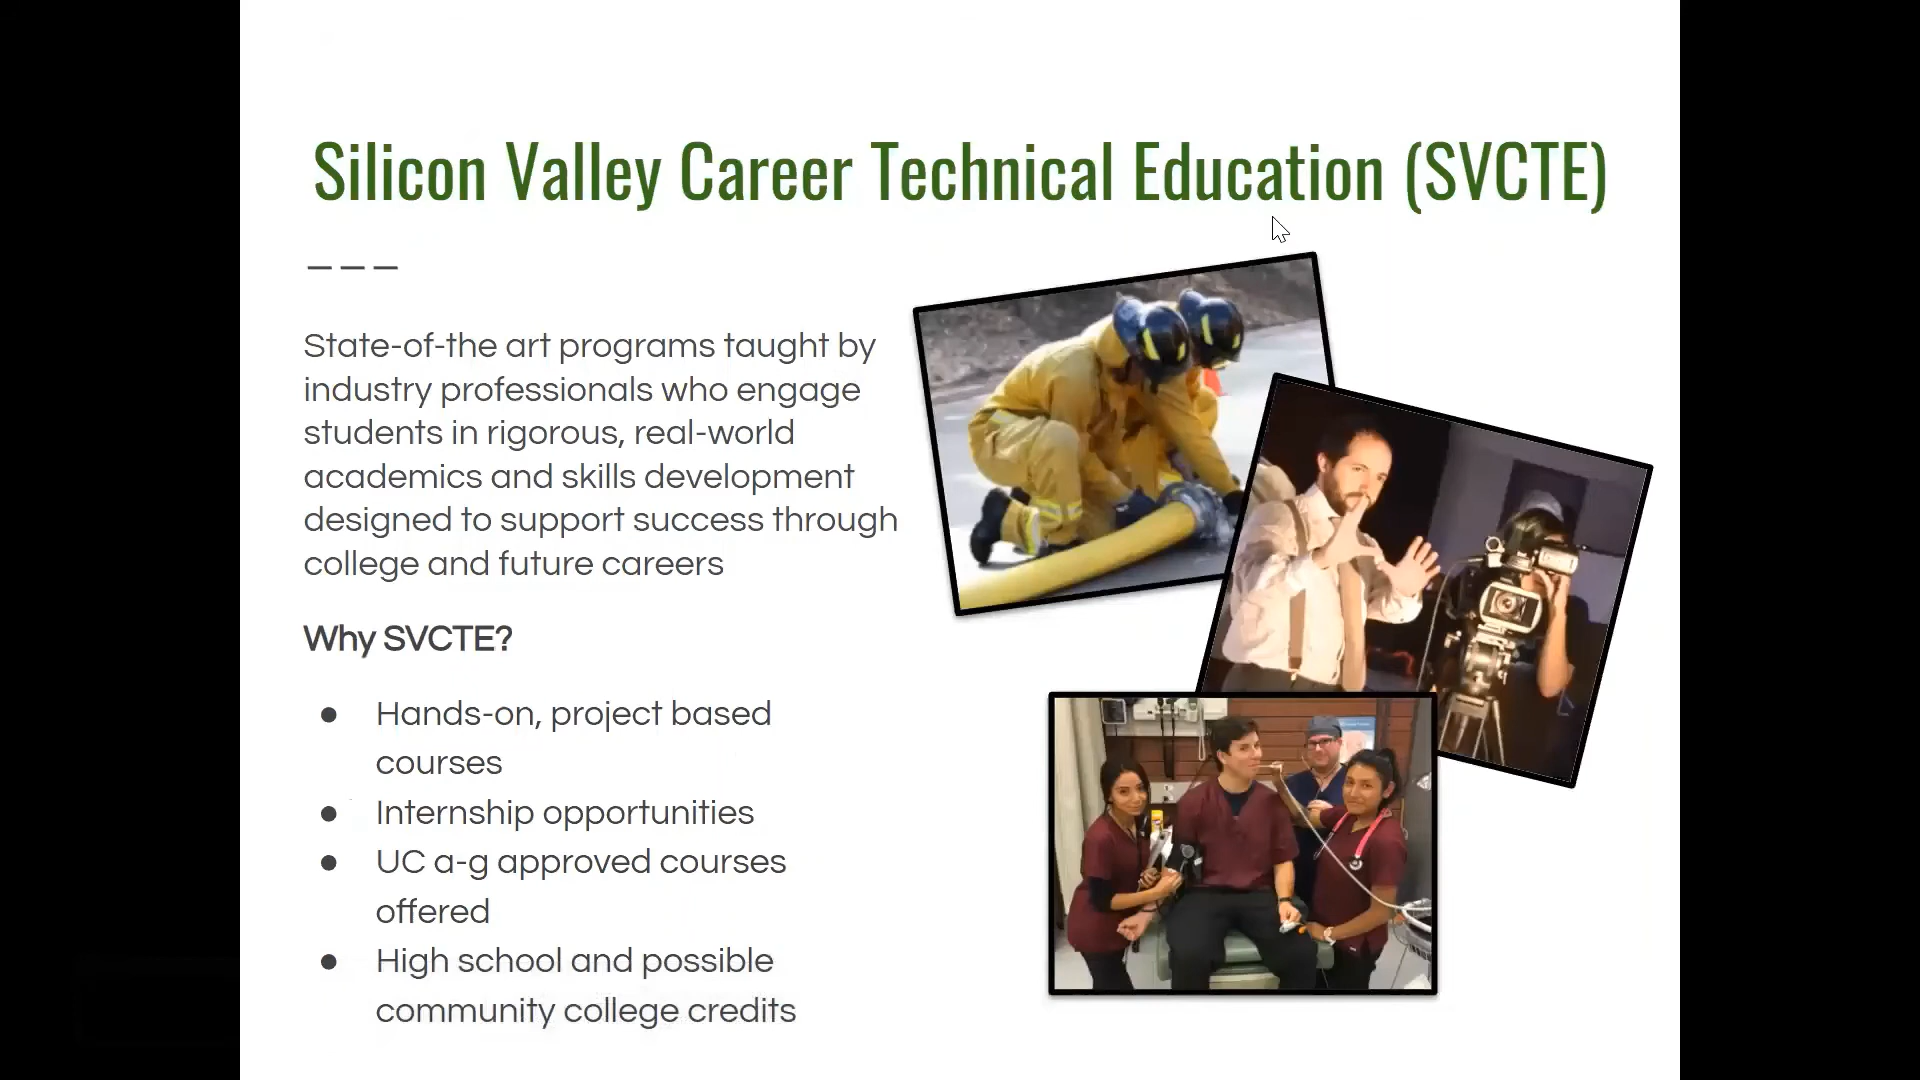 Silicon Valley Career Technical Education (SVCTE)
State-of-the art programs taught by
industry professionals who engage
students in rigorous, real-world
academics and skills development
designed to support success through
college and future careers
Why SVCTE?
● Hands-on, project based
courses
● Internship opportunities
● UC a-g approved courses
offered
● High school and possible
community college credits